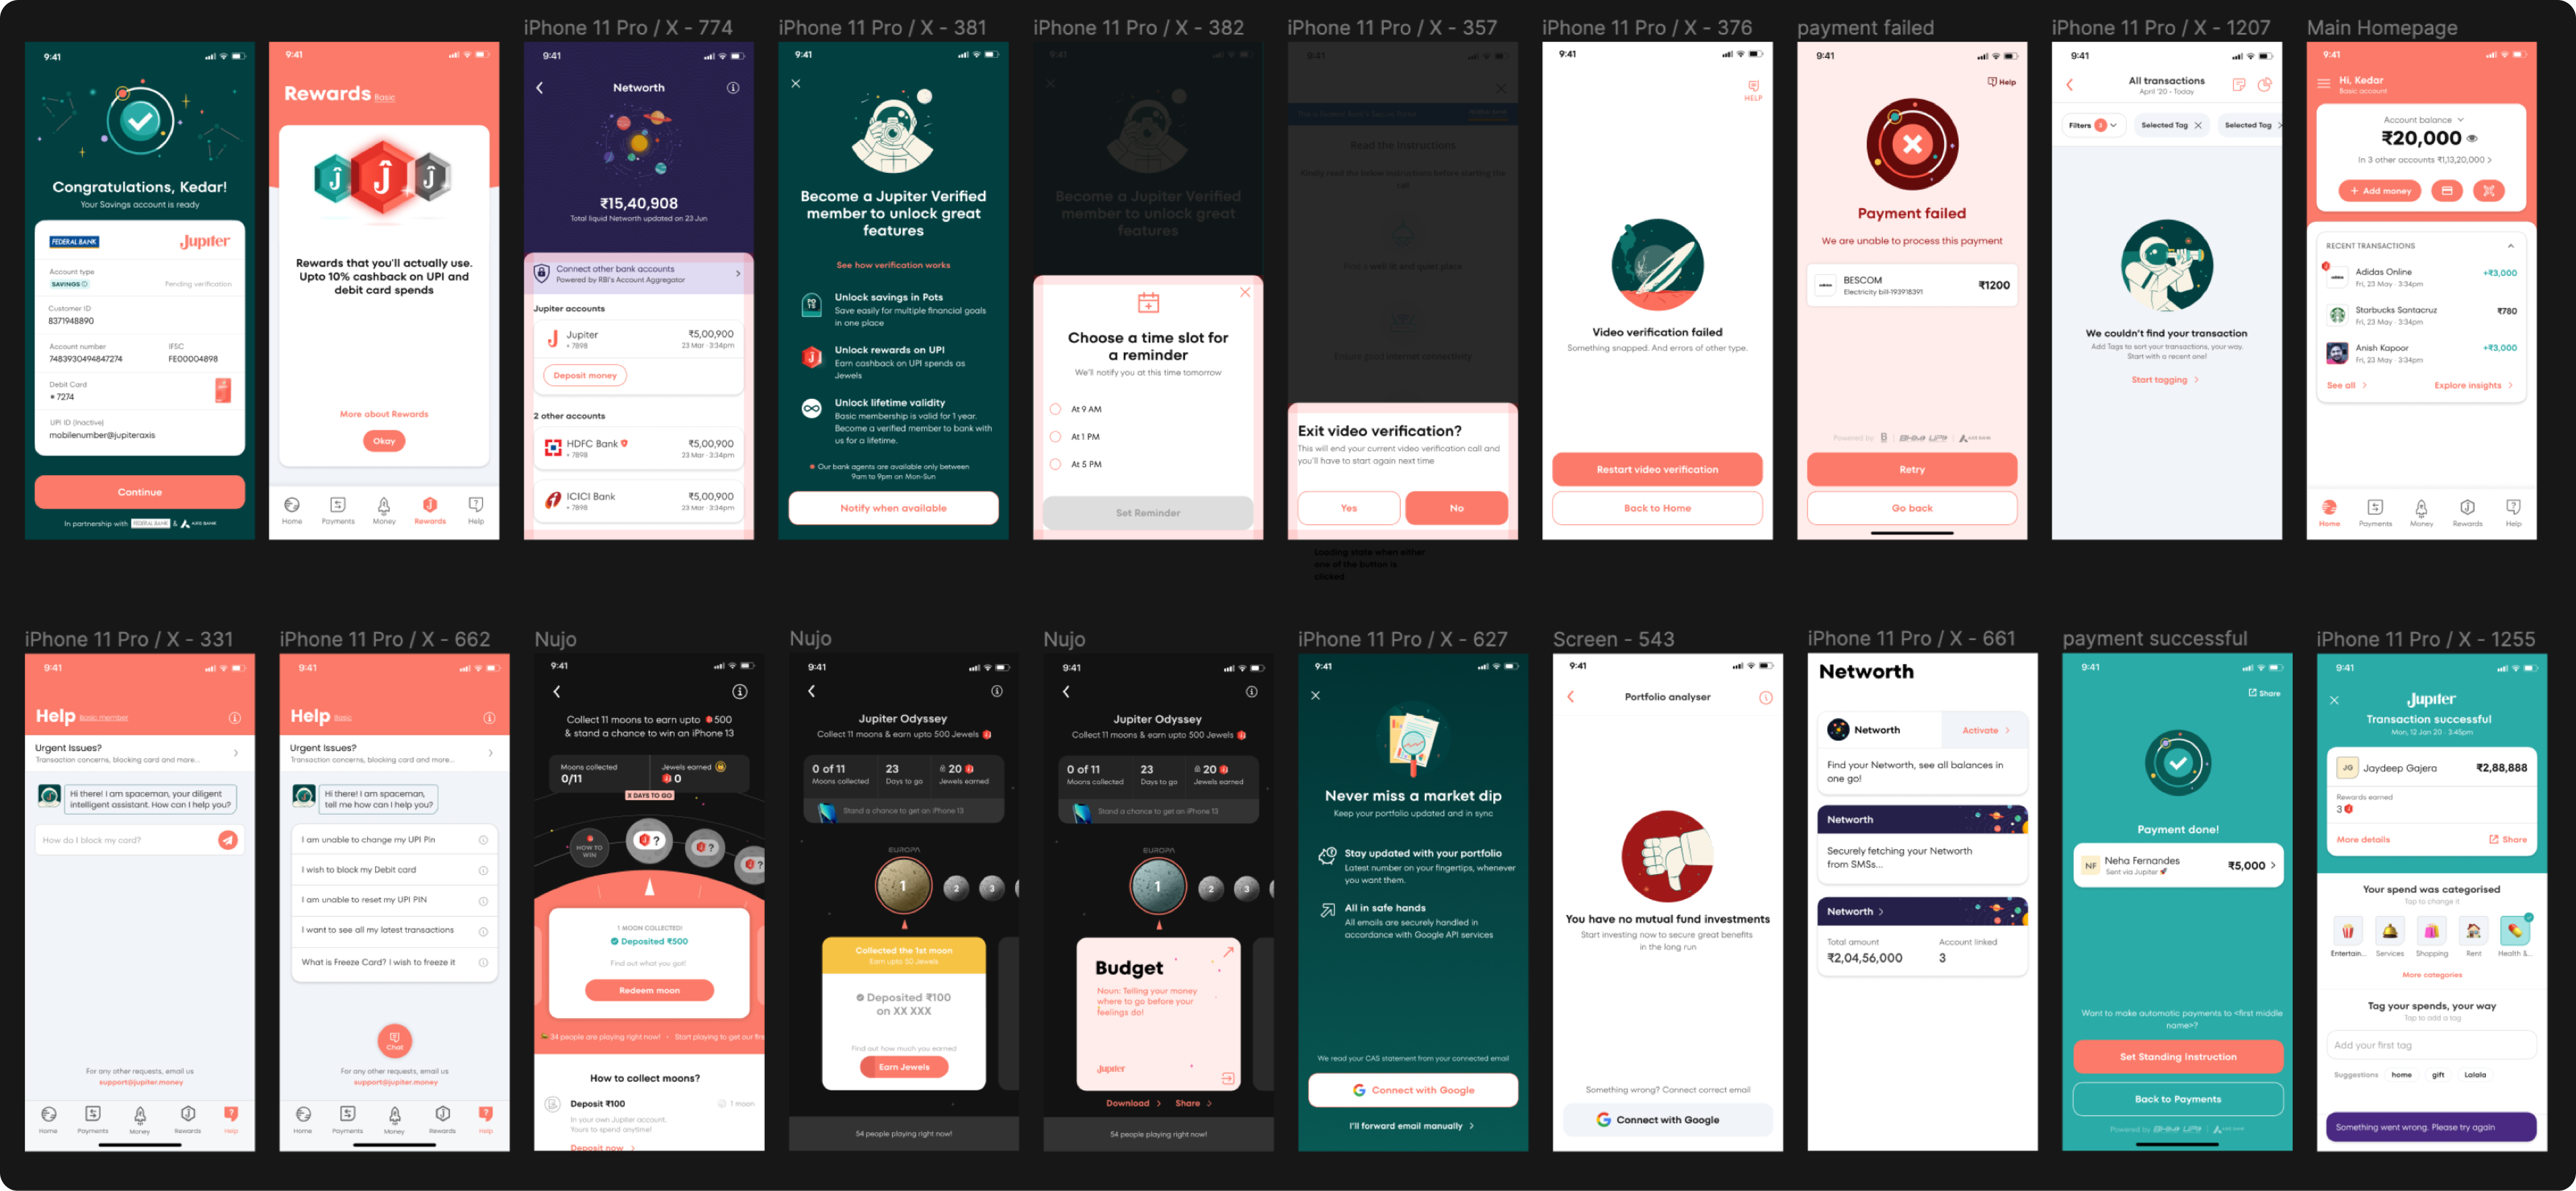 iPhone 11 Pro / X - 774
iPhone 11 Pro / X - 381
iPhone 11 Pro / X - 382
iPhone 11 Pro / X - 357
iPhone 11 Pro / X - 376
payment failed
iPhone 11 Pro / X - 1207
Main Homepage
9:41
Congratulations, Kedar!
Your Savings account is ready
FEDERAL BANK
Jupiter
Account type
SAVINGS
Pending verification
Customer ID
8371948890
Account number
IFSC
7483930494847274
FE00004898
Debit Card
7274
UPI ID (Inactive)
mobilenumber@jupiteraxis
Continue
In partnership with FEDERAL BANK & AXIS BANK
9:41
Rewards Basic
Rewards that you'll actually use.
Upto 10% cashback on UPI and
debit card spends
More about Rewards
Okay
Home
Payments
Money
Rewards
Help
9:41
Networth
₹15,40,908
Total liquid Networth updated on 23 Jun
Connect other bank accounts
Powered by RBI's Account Aggregator
Jupiter accounts
Jupiter
₹5,00,900
• 7898
23 Mar · 3:34pm
Deposit money
2 other accounts
HDFC Bank
₹5,00,900
• 7898
23 Mar · 3:34pm
ICICI Bank
₹5,00,900
• 7898
23 Mar · 3:34pm
9:41
Become a Jupiter Verified
member to unlock great
features
See how verification works
Unlock savings in Pots
Save easily for multiple financial goals
in one place
Unlock rewards on UPI
Earn cashback on UPI spends as
Jewels
Unlock lifetime validity
Basic membership is valid for 1 year.
Become a verified member to bank with
us for a lifetime.
Our bank agents are available only between
9am to 9pm on Mon-Sun
Notify when available
9:41
Become a Jupiter Verified
member to unlock great
features
Choose a time slot for
a reminder
We'll notify you at this time tomorrow
At 9 AM
At 1 PM
At 5 PM
Set Reminder
9:41
Read the Instructions
Kindly read the below instructions before starting the
call
Pick a well lit and quiet place
Ensure good internet connectivity
Exit video verification?
This will end your current video verification call and
you'll have to start again next time
Yes
No
Loading state when either
one of the button is
clicked
9:41
HELP
Video verification failed
Something snapped. And errors of other type.
Restart video verification
Back to Home
9:41
Help
Payment failed
We are unable to process this payment
BESCOM
Electricity bill-193918391
₹1200
Powered by BHIM UPI AXIS BANK
Retry
Go back
9:41
All transactions
April '20 - Today
Filters
Selected Tag
Selected Tag
We couldn't find your transaction
Add Tags to sort your transactions, your way.
Start with a recent one!
Start tagging
9:41
Hi, Kedar
Basic account
Account balance
₹20,000
In 3 other accounts ₹1,13,20,000
+ Add money
RECENT TRANSACTIONS
Adidas Online
+₹3,000
Fri, 23 May · 3:34pm
Starbucks Santacruz
₹780
Fri, 23 May · 3:34pm
Anish Kapoor
+₹3,000
Fri, 23 May · 3:34pm
See all
Explore insights
Home
Payments
Money
Rewards
Help
iPhone 11 Pro / X - 331
iPhone 11 Pro / X - 662
Nujo
Nujo
Nujo
iPhone 11 Pro / X - 627
Screen - 543
iPhone 11 Pro / X - 661
payment successful
iPhone 11 Pro / X - 1255
9:41
Help Basic member
Urgent Issues?
Transaction concerns, blocking card and more...
Hi there! I am spaceman, your diligent
intelligent assistant. How can I help you?
How do I block my card?
For any other requests, email us
support@jupiter.money
Home
Payments
Money
Rewards
Help
9:41
Help Basic
Urgent Issues?
Transaction concerns, blocking card and more...
Hi there! I am spaceman,
tell me how can I help you?
I am unable to change my UPI Pin
I wish to block my Debit card
I am unable to reset my UPI PIN
I want to see all my latest transactions
What is Freeze Card? I wish to freeze it
Chat
For any other requests, email us
support@jupiter.money
Home
Payments
Money
Rewards
Help
9:41
Collect 11 moons to earn upto 500
& stand a chance to win an iPhone 13
Moons collected
Jewels earned
0/11
0
X DAYS TO GO
HOW TO
WIN
?
?
?
1 MOON COLLECTED!
Deposited ₹500
Find out what you got!
Redeem moon
34 people are playing right now! • Start playing to get our firs
How to collect moons?
Deposit ₹100
1 moon
In your own Jupiter account.
Yours to spend anytime!
Deposit now
9:41
Jupiter Odyssey
Collect 11 moons & earn upto 500 Jewels
0 of 11
23
20
Moons collected
Days to go
Jewels earned
Stand a chance to get an iPhone 13
EUROPA
1
2
3
Collected the 1st moon
Earn upto 50 Jewels
Deposited ₹100
on XX XXX
Find out how much you earned
Earn Jewels
54 people playing right now!
9:41
Jupiter Odyssey
Collect 11 moons & earn upto 500 Jewels
0 of 11
23
20
Moons collected
Days to go
Jewels earned
Stand a chance to get an iPhone 13
EUROPA
1
2
3
Budget
Noun: Telling your money
where to go before your
feelings do!
Jupiter
Download
Share
54 people playing right now!
9:41
Never miss a market dip
Keep your portfolio updated and in sync
Stay updated with your portfolio
Latest number on your fingertips, whenever
you want them.
All in safe hands
All emails are securely handled in
accordance with Google API services
We read your CAS statement from your connected email
Connect with Google
I'll forward email manually
9:41
Portfolio analyser
You have no mutual fund investments
Start investing now to secure great benefits
in the long run
Something wrong? Connect correct email
Connect with Google
Networth
Networth
Activate
Find your Networth, see all balances in
one go!
Networth
Securely fetching your Networth
from SMSs...
Networth
Total amount
Account linked
₹2,04,56,000
3
9:41
Share
Payment done!
NF
Neha Fernandes
Sent via Jupiter
₹5,000
Want to make automatic payments to <first middle
name>?
Set Standing Instruction
Back to Payments
Powered by BHIM UPI AXIS BANK
9:41
Jupiter
Transaction successful
Mon, 12 Jan 20 · 3:45pm
JG
Jaydeep Gajera
₹2,88,888
Rewards earned
3
More details
Share
Your spend was categorised
Tap to change it
Entertain...
Services
Shopping
Rent
Health &...
More categories
Tag your spends, your way
Tap to add a tag
Add your first tag
Suggestions
home
gift
Lalala
Something went wrong. Please try again